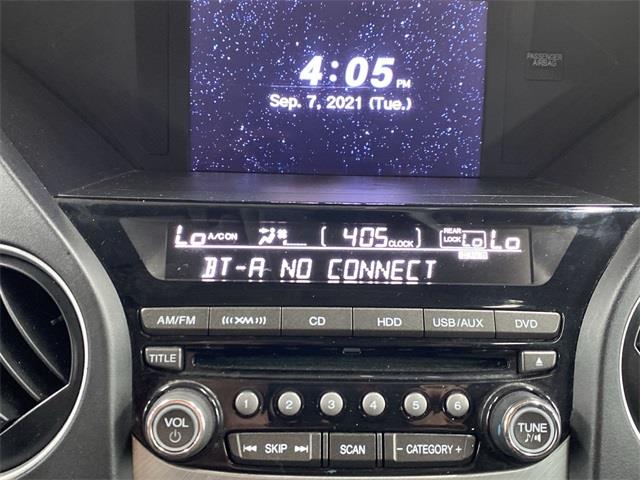 4:05 PM
Sep. 7, 2021 (Tue.)
PASSENGER
AIRBAG
Lo A/CON 405 CLOCK REAR LOCK Lo Lo
BT-A NO CONNECT
AM/FM XM CD HDD USB/AUX DVD
TITLE
1 2 3 4 5 6
VOL TUNE
SKIP SCAN - CATEGORY +